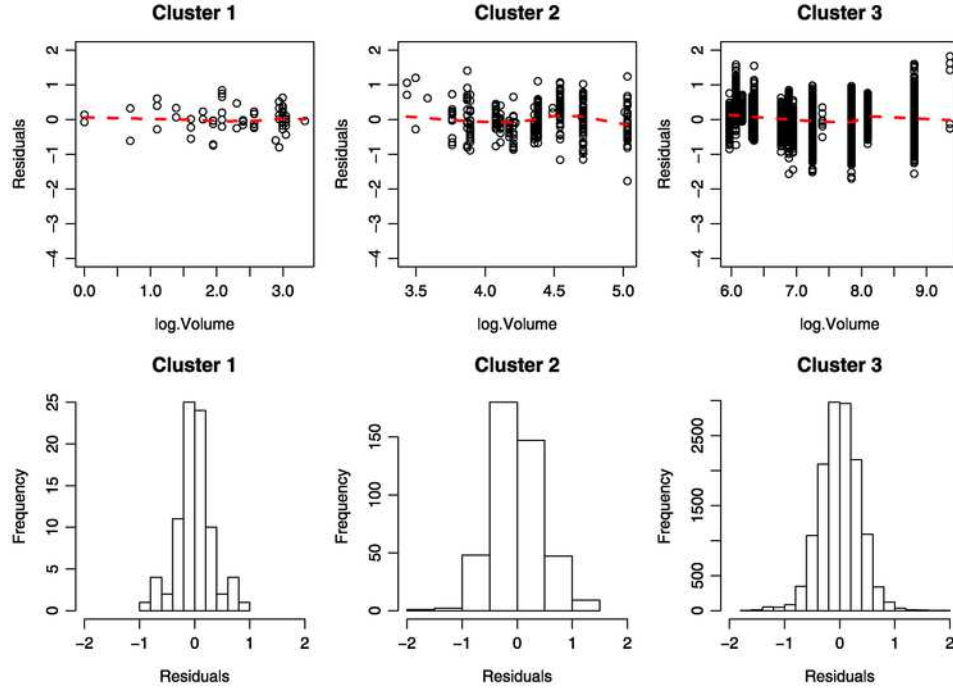 Cluster 1 Cluster 2 Cluster 3
Residuals
2
1
0
−1
−2
−3
−4
0.0 1.0 2.0 3.0
log.Volume
Residuals
2
1
0
−1
−2
−3
−4
3.5 4.0 4.5 5.0
log.Volume
Residuals
2
1
0
−1
−2
−3
−4
6.0 7.0 8.0 9.0
log.Volume
Cluster 1 Cluster 2 Cluster 3
Frequency
25
20
15
10
5
0
−2 −1 0 1 2
Residuals
Frequency
150
100
50
0
−2 −1 0 1 2
Residuals
Frequency
2500
1500
500
0
−2 −1 0 1 2
Residuals